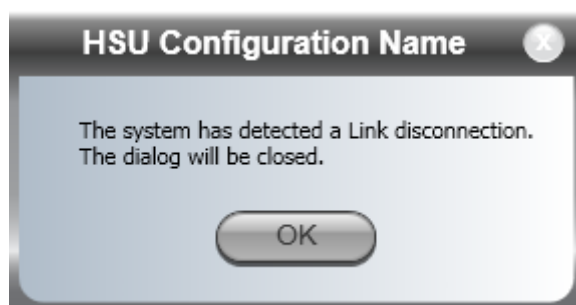 HSU Configuration Name
The system has detected a Link disconnection.
The dialog will be closed.
OK